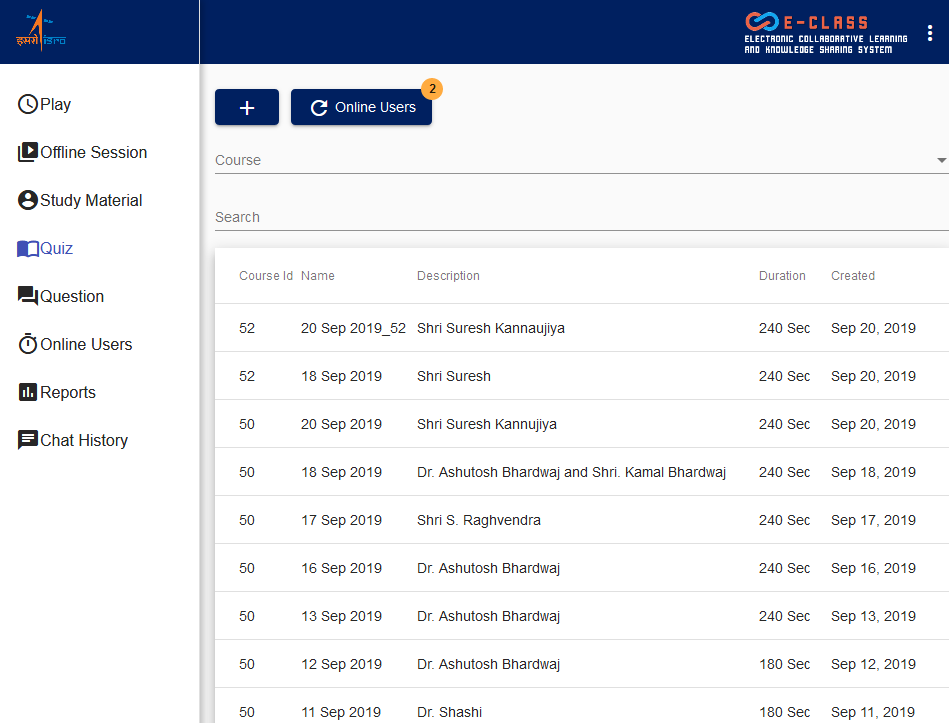 इसरो isro
E-CLASS
ELECTRONIC COLLABORATIVE LEARNING
AND KNOWLEDGE SHARING SYSTEM
Play
Offline Session
Study Material
Quiz
Question
Online Users
Reports
Chat History
+
Online Users 2
Course
Search
Course Id Name Description Duration Created
52 20 Sep 2019_52 Shri Suresh Kannaujiya 240 Sec Sep 20, 2019
52 18 Sep 2019 Shri Suresh 240 Sec Sep 20, 2019
50 20 Sep 2019 Shri Suresh Kannujiya 240 Sec Sep 20, 2019
50 18 Sep 2019 Dr. Ashutosh Bhardwaj and Shri. Kamal Bhardwaj 240 Sec Sep 18, 2019
50 17 Sep 2019 Shri S. Raghvendra 240 Sec Sep 17, 2019
50 16 Sep 2019 Dr. Ashutosh Bhardwaj 240 Sec Sep 16, 2019
50 13 Sep 2019 Dr. Ashutosh Bhardwaj 240 Sec Sep 13, 2019
50 12 Sep 2019 Dr. Ashutosh Bhardwaj 180 Sec Sep 12, 2019
50 11 Sep 2019 Dr. Shashi 180 Sec Sep 11, 2019